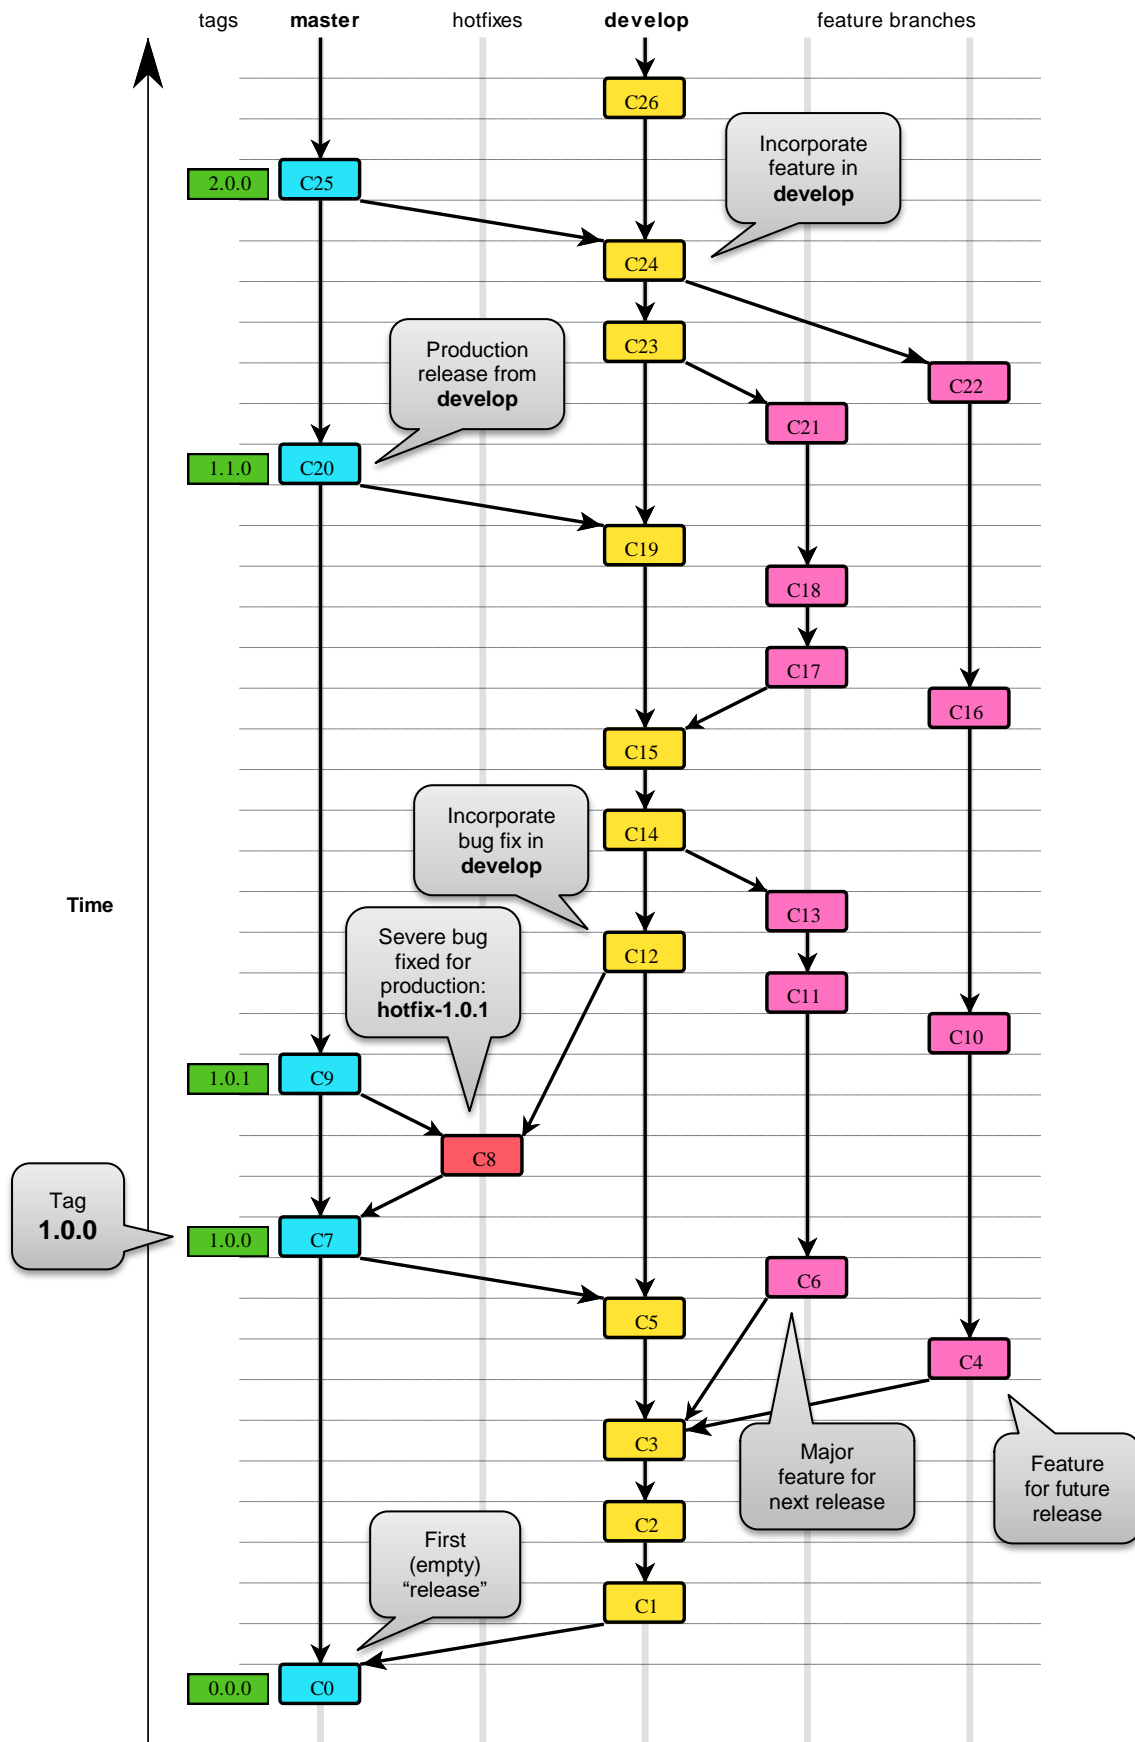 tags master hotfixes develop feature branches
C26
Incorporate
feature in
develop
2.0.0 C25
C24
C23
Production
release from
develop
C22
C21
1.1.0 C20
C19
C18
C17
C16
C15
Incorporate
bug fix in
develop
C14
Time
C13
Severe bug
fixed for
production:
hotfix-1.0.1
C12
C11
C10
1.0.1 C9
C8
Tag
1.0.0
1.0.0 C7
C6
C5
C4
C3
Major
feature for
next release
Feature
for future
release
C2
First
(empty)
“release”
C1
0.0.0 C0